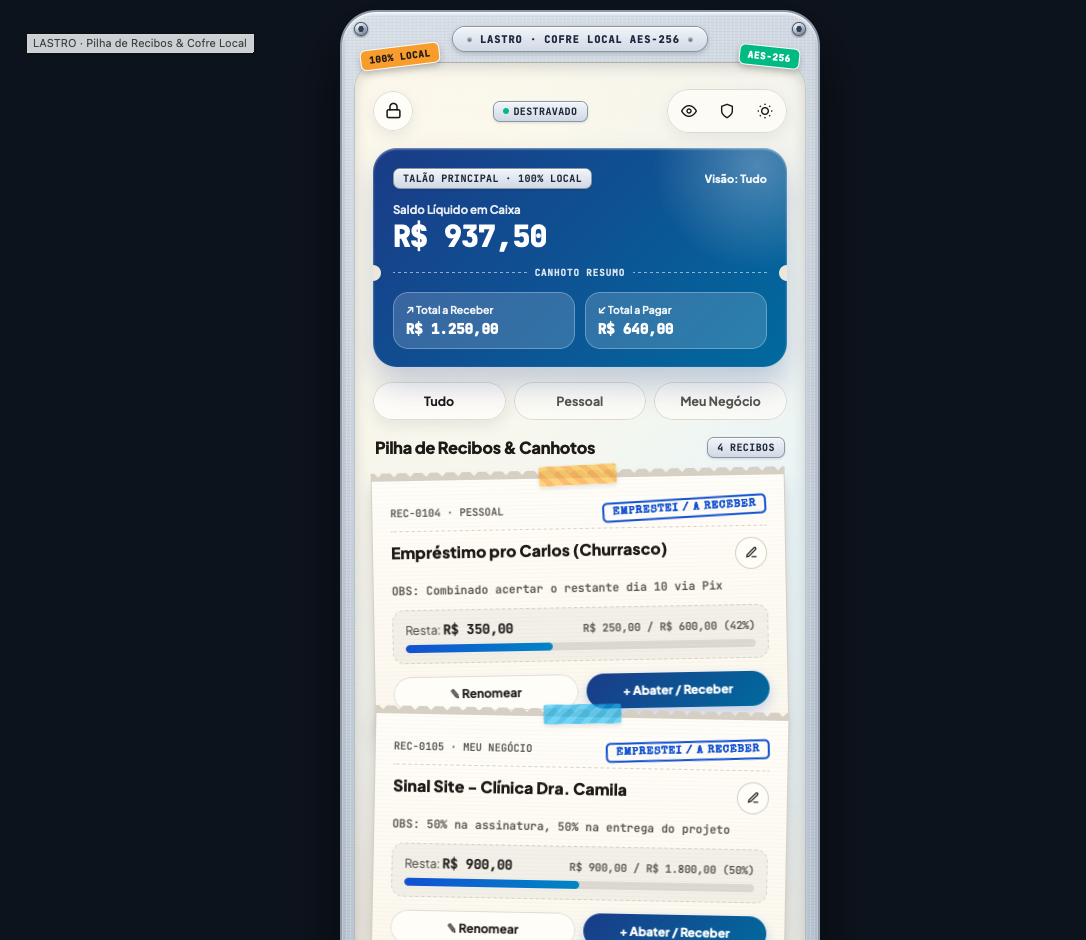 LASTRO · Pilha de Recibos & Cofre Local
LASTRO · COFRE LOCAL AES-256
100% LOCAL
AES-256
DESTRAVADO
TALÃO PRINCIPAL · 100% LOCAL
Visão: Tudo
Saldo Líquido em Caixa
R$ 937,50
CANHOTO RESUMO
↗ Total a Receber
R$ 1.250,00
↙ Total a Pagar
R$ 640,00
Tudo
Pessoal
Meu Negócio
Pilha de Recibos & Canhotos
4 RECIBOS
REC-0104 · PESSOAL
EMPRESTEI / A RECEBER
Empréstimo pro Carlos (Churrasco)
OBS: Combinado acertar o restante dia 10 via Pix
Resta: R$ 350,00
R$ 250,00 / R$ 600,00 (42%)
✎ Renomear
+ Abater / Receber
REC-0105 · MEU NEGÓCIO
EMPRESTEI / A RECEBER
Sinal Site – Clínica Dra. Camila
OBS: 50% na assinatura, 50% na entrega do projeto
Resta: R$ 900,00
R$ 900,00 / R$ 1.800,00 (50%)
✎ Renomear
+ Abater / Receber